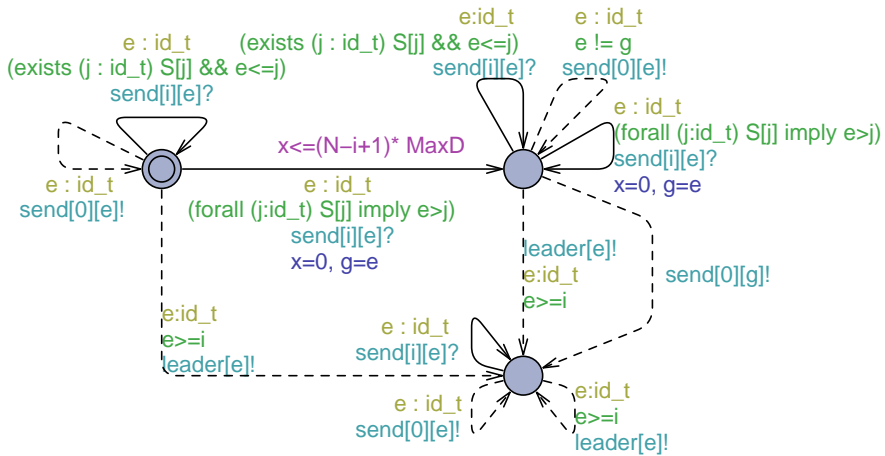 e : id_t
(exists (j : id_t) S[j] && e<=j)
send[i][e]?
e:id_t
(exists (j : id_t) S[j] && e<=j)
send[i][e]?
e : id_t
e != g
send[0][e]!
e : id_t
(forall (j:id_t) S[j] imply e>j)
send[i][e]?
x=0, g=e
x<=(N−i+1)* MaxD
e : id_t
send[0][e]!
e : id_t
(forall (j:id_t) S[j] imply e>j)
send[i][e]?
x=0, g=e
leader[e]!
e:id_t
e>=i
send[0][g]!
e:id_t
e>=i
leader[e]!
e : id_t
send[i][e]?
e : id_t
send[0][e]!
e:id_t
e>=i
leader[e]!